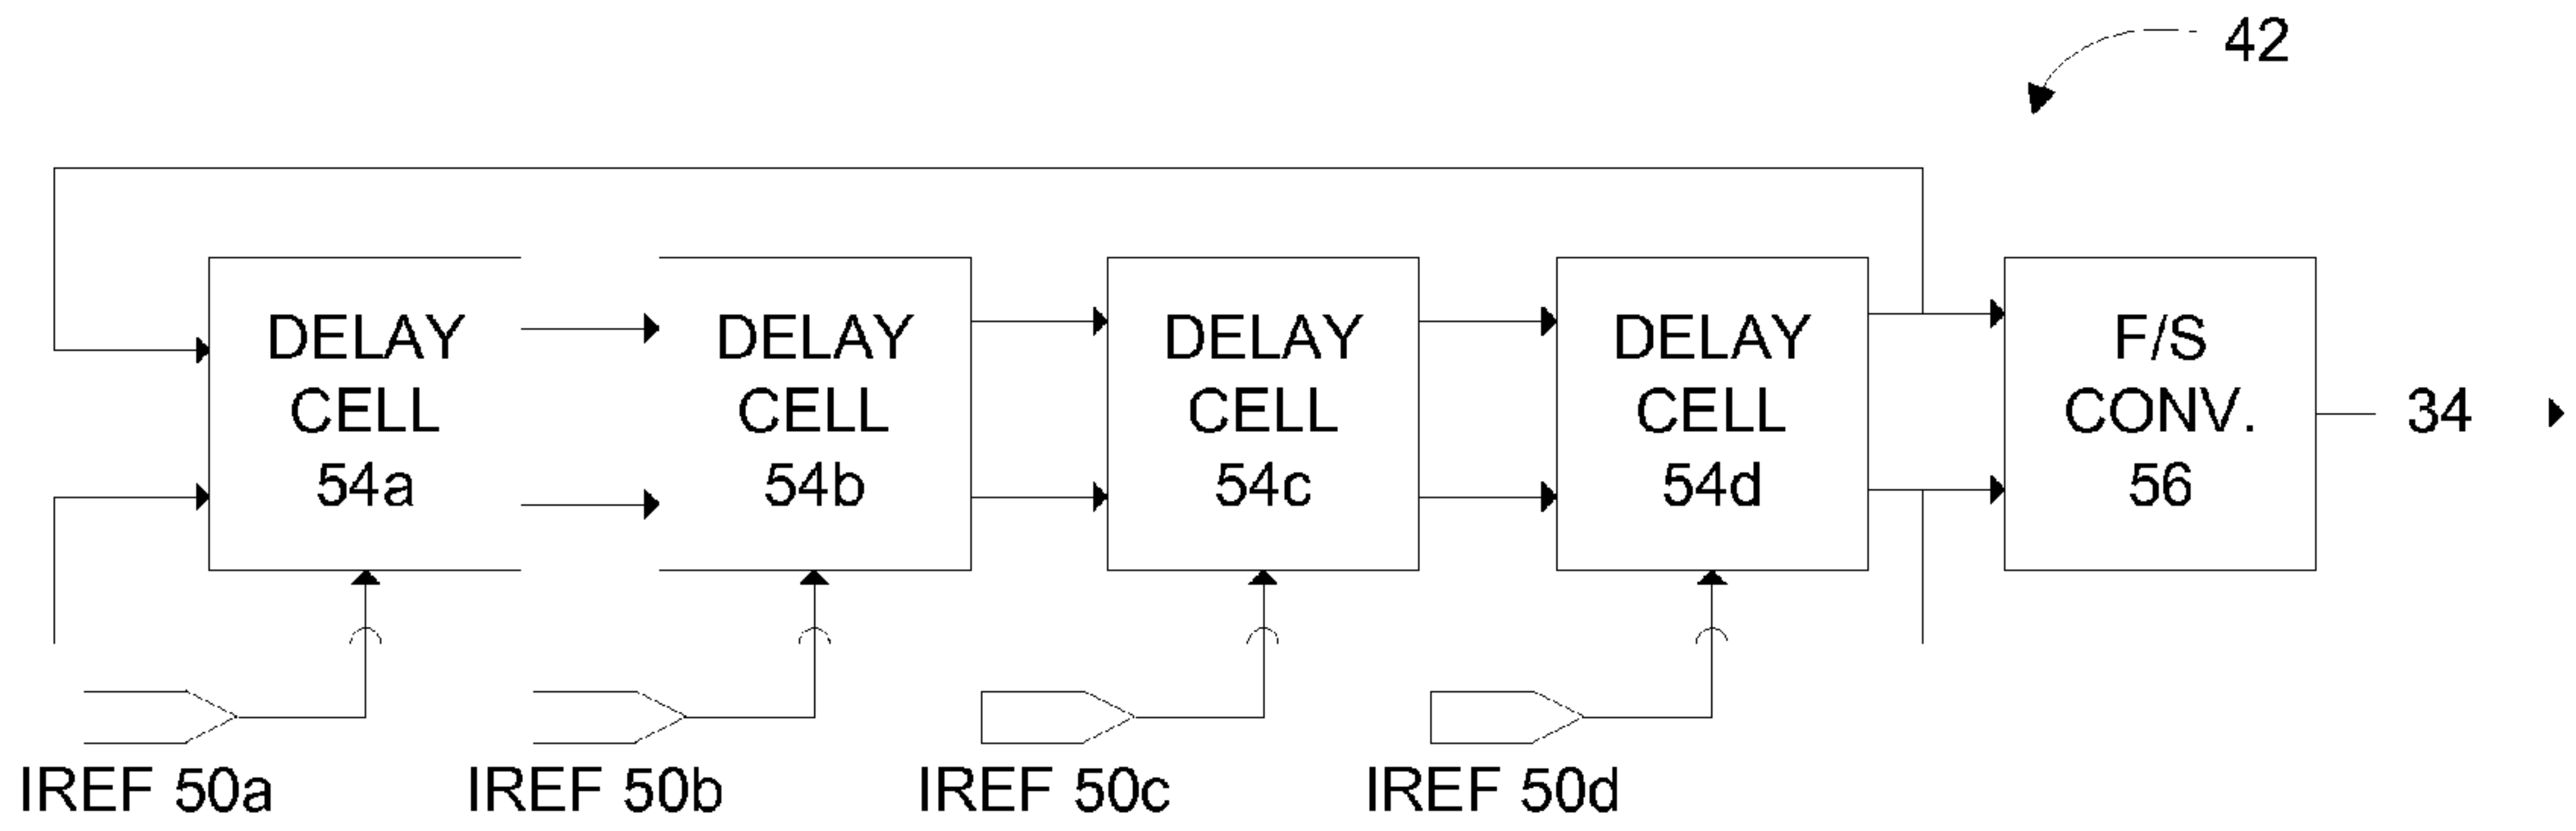 42
DELAY
CELL
54a
DELAY
CELL
54b
DELAY
CELL
54c
DELAY
CELL
54d
F/S
CONV.
56
34
IREF 50a
IREF 50b
IREF 50c
IREF 50d